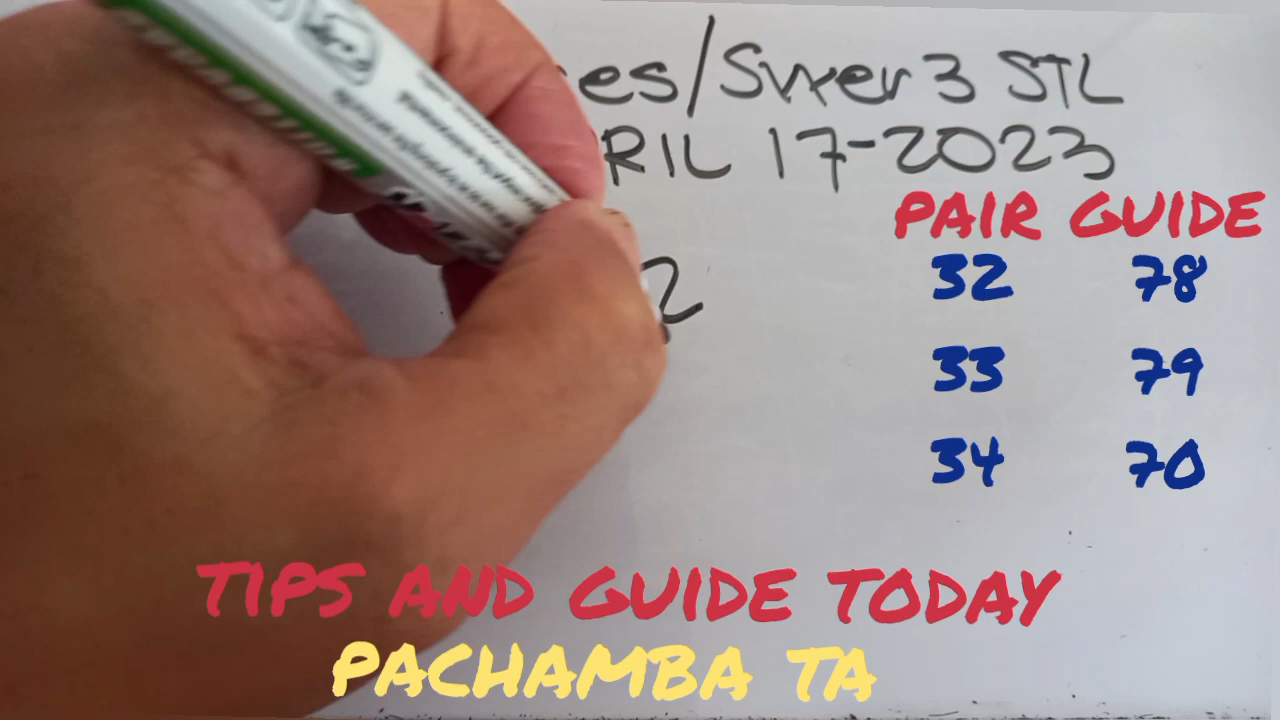 es/Swer3 STL
RIL 17-2023
PAIR GUIDE
2
32 78
33 79
34 70
TIPS AND GUIDE TODAY
PACHAMBA TA